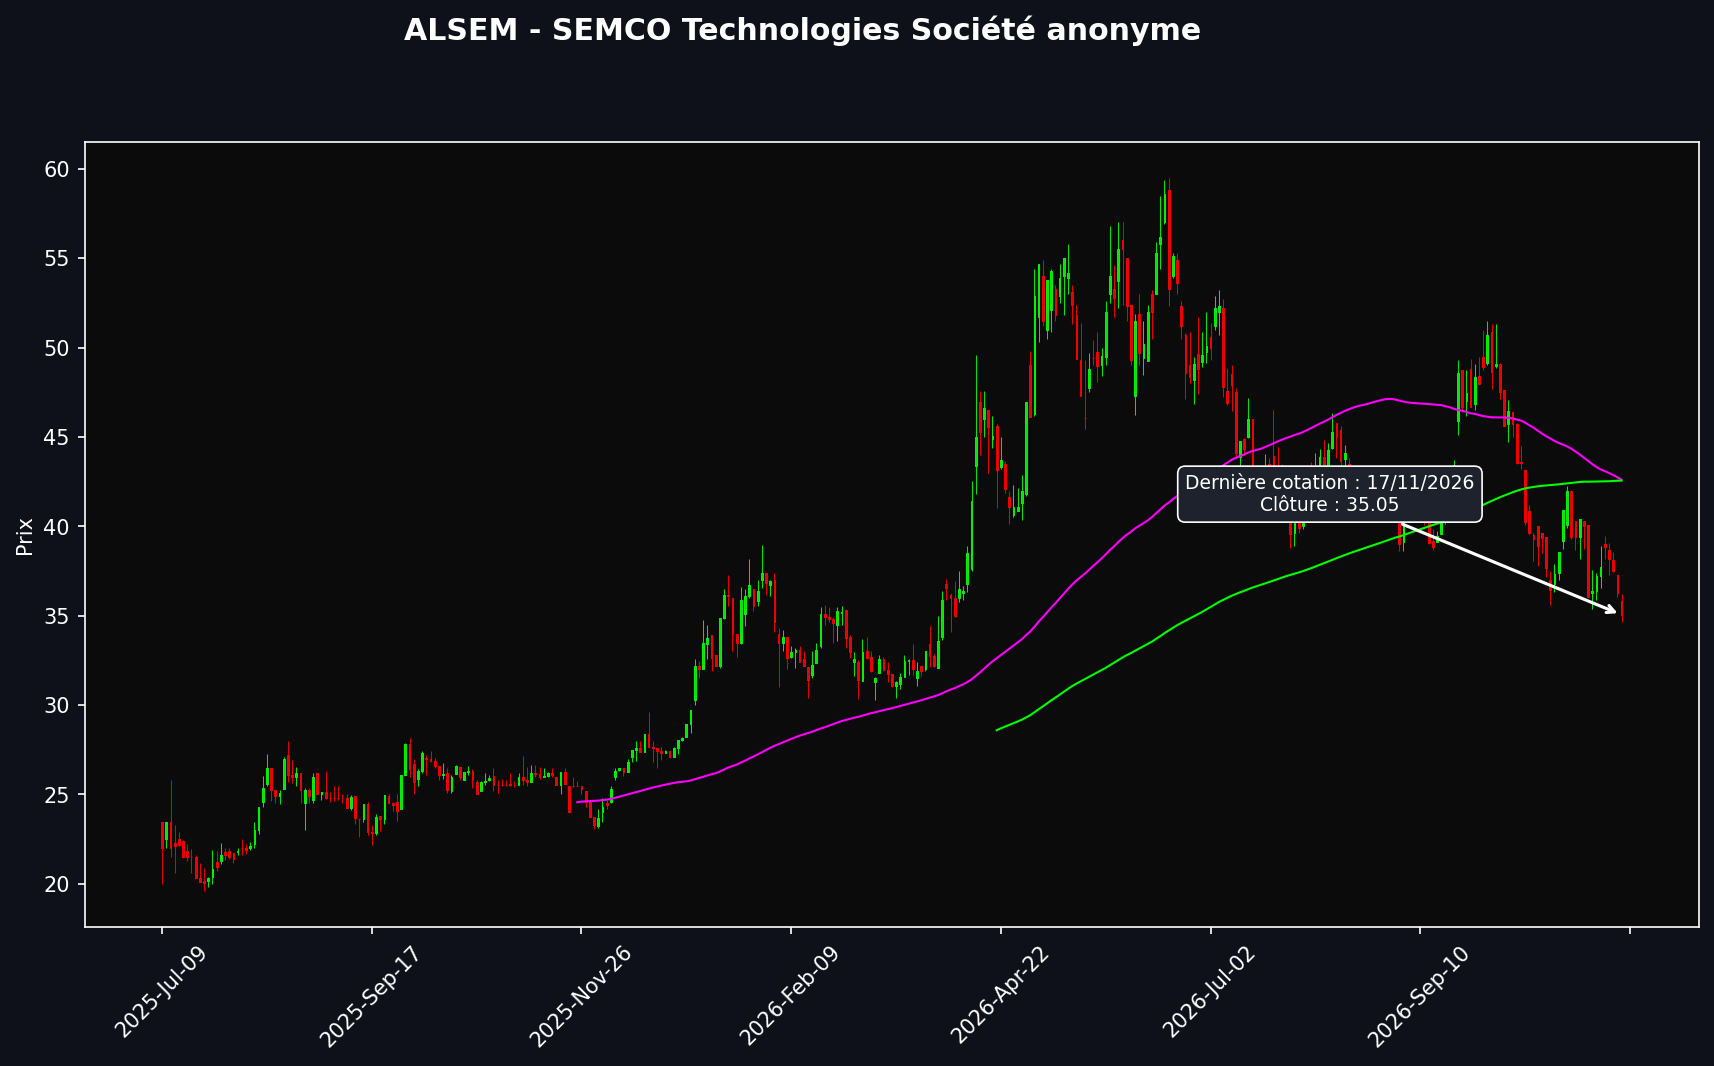 ALSEM - SEMCO Technologies Société anonyme
Prix
60
55
50
45
40
35
30
25
20
Dernière cotation : 17/11/2026
Clôture : 35.05
2025-Jul-09
2025-Sep-17
2025-Nov-26
2026-Feb-09
2026-Apr-22
2026-Jul-02
2026-Sep-10